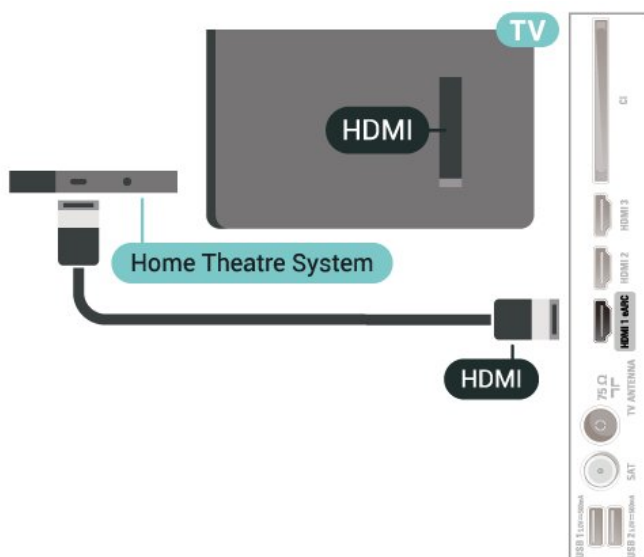 TV
HDMI
Home Theatre System
HDMI
CI
HDMI 3
HDMI 2
HDMI 1 eARC
75 Ω
TV ANTENNA
SAT
USB 1
USB 2